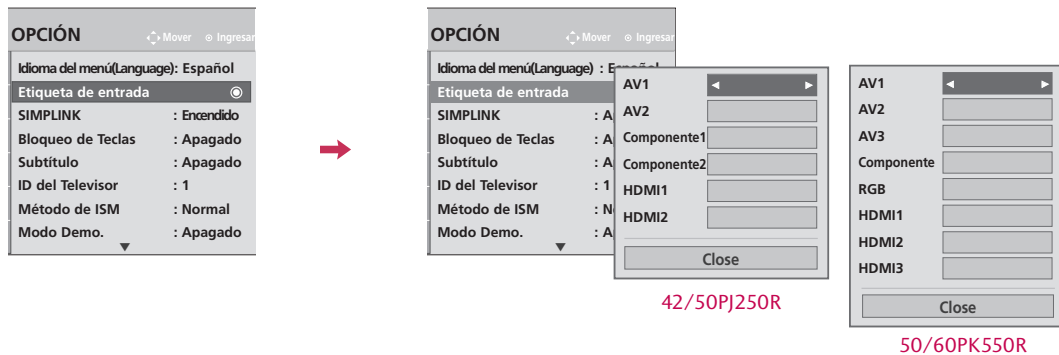 OPCIÓN
Mover
Ingresar
Idioma del menú(Language): Español
Etiqueta de entrada
SIMPLINK : Encendido
Bloqueo de Teclas : Apagado
Subtítulo : Apagado
ID del Televisor : 1
Método de ISM : Normal
Modo Demo. : Apagado
OPCIÓN
Mover
Ingresar
Idioma del menú(Language) :
Etiqueta de entrada
SIMPLINK : A
Bloqueo de Teclas : A
Subtítulo : A
ID del Televisor : 1
Método de ISM : N
Modo Demo. : A
AV1
AV2
Componente1
Componente2
HDMI1
HDMI2
Close
42/50PJ250R
AV1
AV2
AV3
Componente
RGB
HDMI1
HDMI2
HDMI3
Close
50/60PK550R